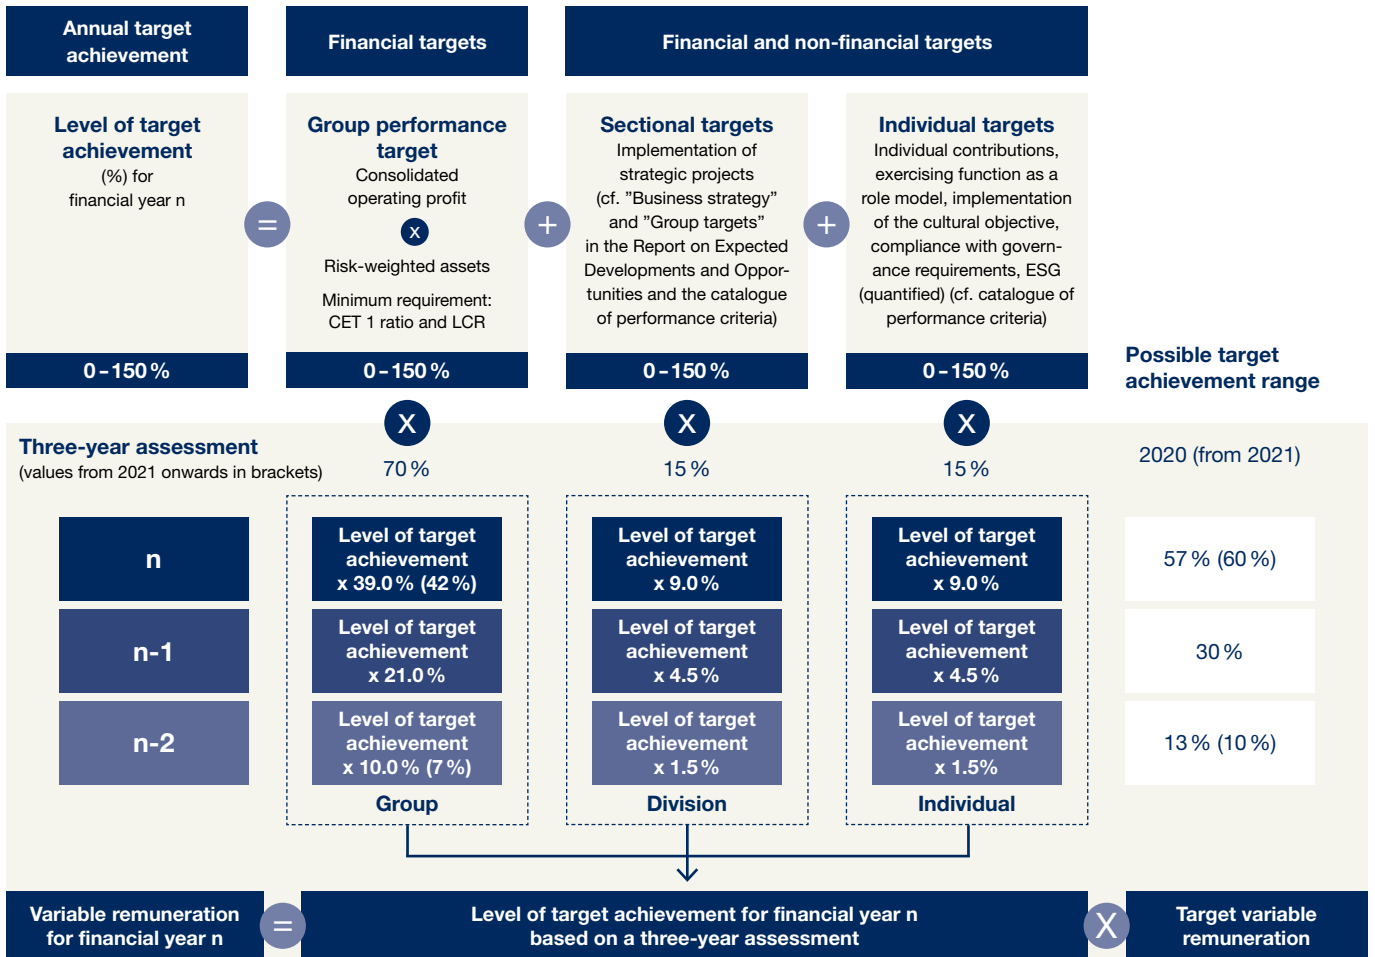 Annual target
achievement
Financial targets
Financial and non-financial targets
Level of target
achievement
(%) for
financial year n
0 – 150 %
=
Group performance
target
Consolidated
operating profit
x
Risk-weighted assets
Minimum requirement:
CET 1 ratio and LCR
0 – 150 %
+
Sectional targets
Implementation of
strategic projects
(cf. ”Business strategy”
and ”Group targets”
in the Report on Expected
Developments and Oppor-
tunities and the catalogue
of performance criteria)
0 – 150 %
+
Individual targets
Individual contributions,
exercising function as a
role model, implementation
of the cultural objective,
compliance with govern-
ance requirements, ESG
(quantified) (cf. catalogue of
performance criteria)
0 – 150 %
Possible target
achievement range
X
X
X
Three-year assessment
(values from 2021 onwards in brackets)
70 %
15 %
15 %
2020 (from 2021)
n
Level of target
achievement
x 39.0 % (42 %)
Level of target
achievement
x 9.0 %
Level of target
achievement
x 9.0 %
57 % (60 %)
n-1
Level of target
achievement
x 21.0 %
Level of target
achievement
x 4.5 %
Level of target
achievement
x 4.5 %
30 %
n-2
Level of target
achievement
x 10.0 % (7 %)
Level of target
achievement
x 1.5 %
Level of target
achievement
x 1.5%
13 % (10 %)
Group
Division
Individual
Variable remuneration
for financial year n
=
Level of target achievement for financial year n
based on a three-year assessment
X
Target variable
remuneration